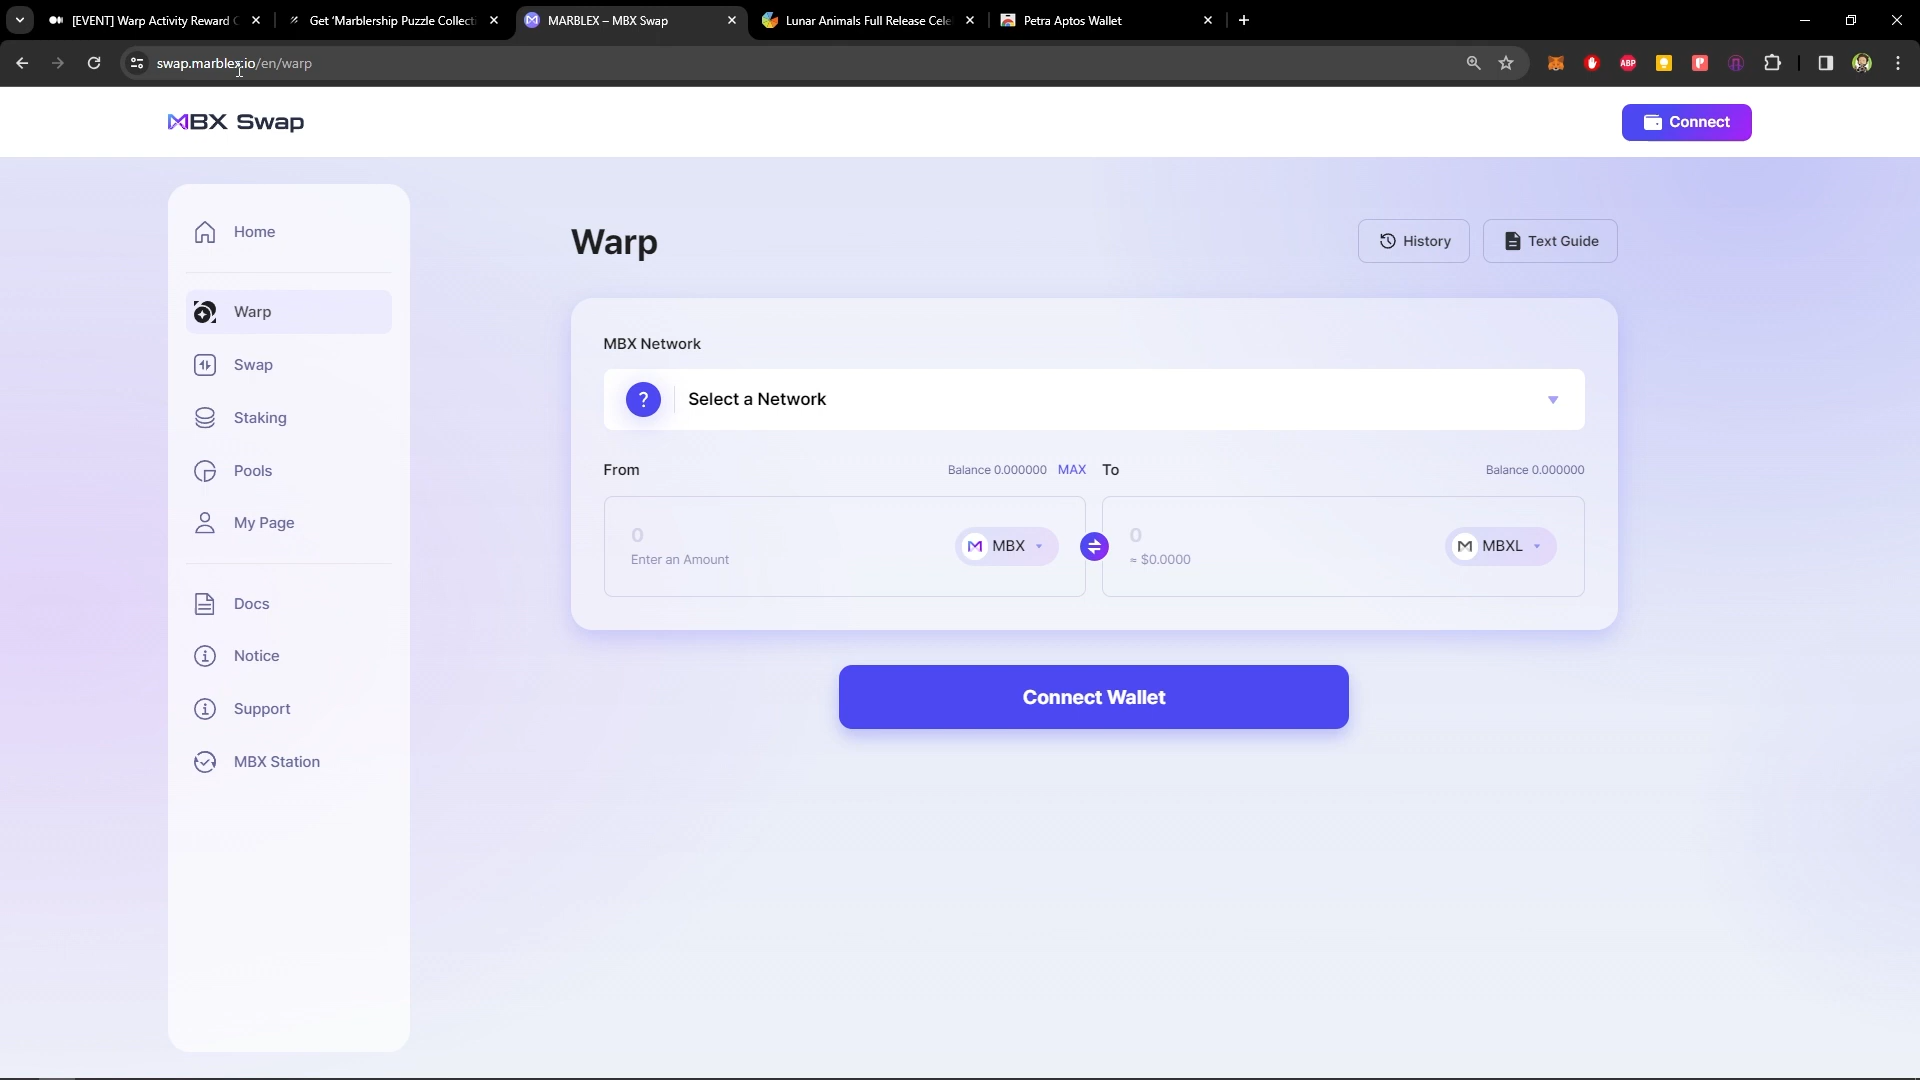 [EVENT] Warp Activity Reward
Get 'Marblership Puzzle Collecti
MARBLEX – MBX Swap
Lunar Animals Full Release Cele
Petra Aptos Wallet
swap.marblex.io/en/warp
ABP
MBX Swap
Connect
Home
Warp
Swap
Staking
Pools
My Page
Docs
Notice
Support
MBX Station
Warp
History
Text Guide
MBX Network
? Select a Network
From
Balance 0.000000 MAX
To
Balance 0.000000
0
Enter an Amount
MBX
0
≈ $0.0000
MBXL
Connect Wallet